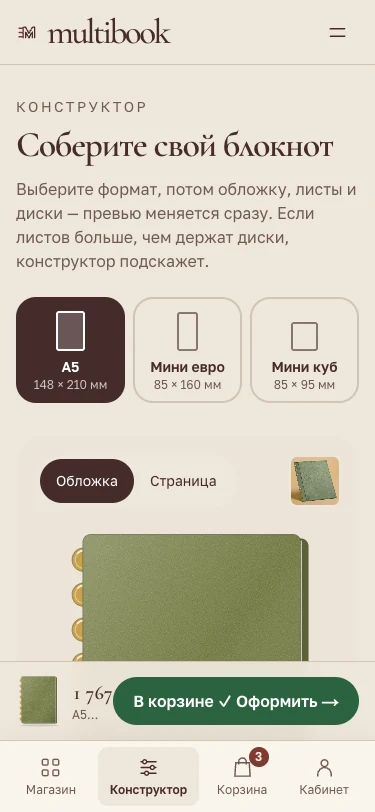 multibook
КОНСТРУКТОР
Соберите свой блокнот
Выберите формат, потом обложку, листы и
диски — превью меняется сразу. Если
листов больше, чем держат диски,
конструктор подскажет.
А5
148 × 210 мм
Мини евро
85 × 160 мм
Мини куб
85 × 95 мм
Обложка
Страница
1 767
А5...
В корзине ✓ Оформить →
3
Магазин
Конструктор
Корзина
Кабинет